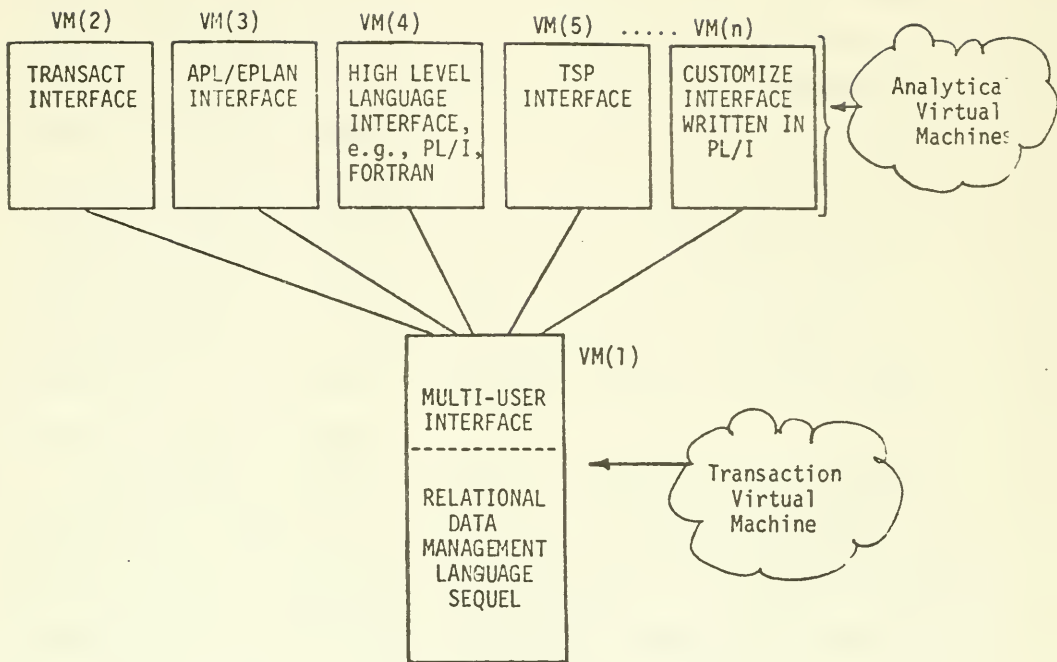 VM(2)
VM(3)
VM(4)
VM(5) ..... VM(n)
TRANSACT
INTERFACE
APL/EPLAN
INTERFACE
HIGH LEVEL
LANGUAGE
INTERFACE,
e.g., PL/I,
FORTRAN
TSP
INTERFACE
CUSTOMIZE
INTERFACE
WRITTEN IN
PL/I
Analytical
Virtual
Machines
VM(1)
MULTI-USER
INTERFACE
RELATIONAL
DATA
MANAGEMENT
LANGUAGE
SEQUEL
Transaction
Virtual
Machine